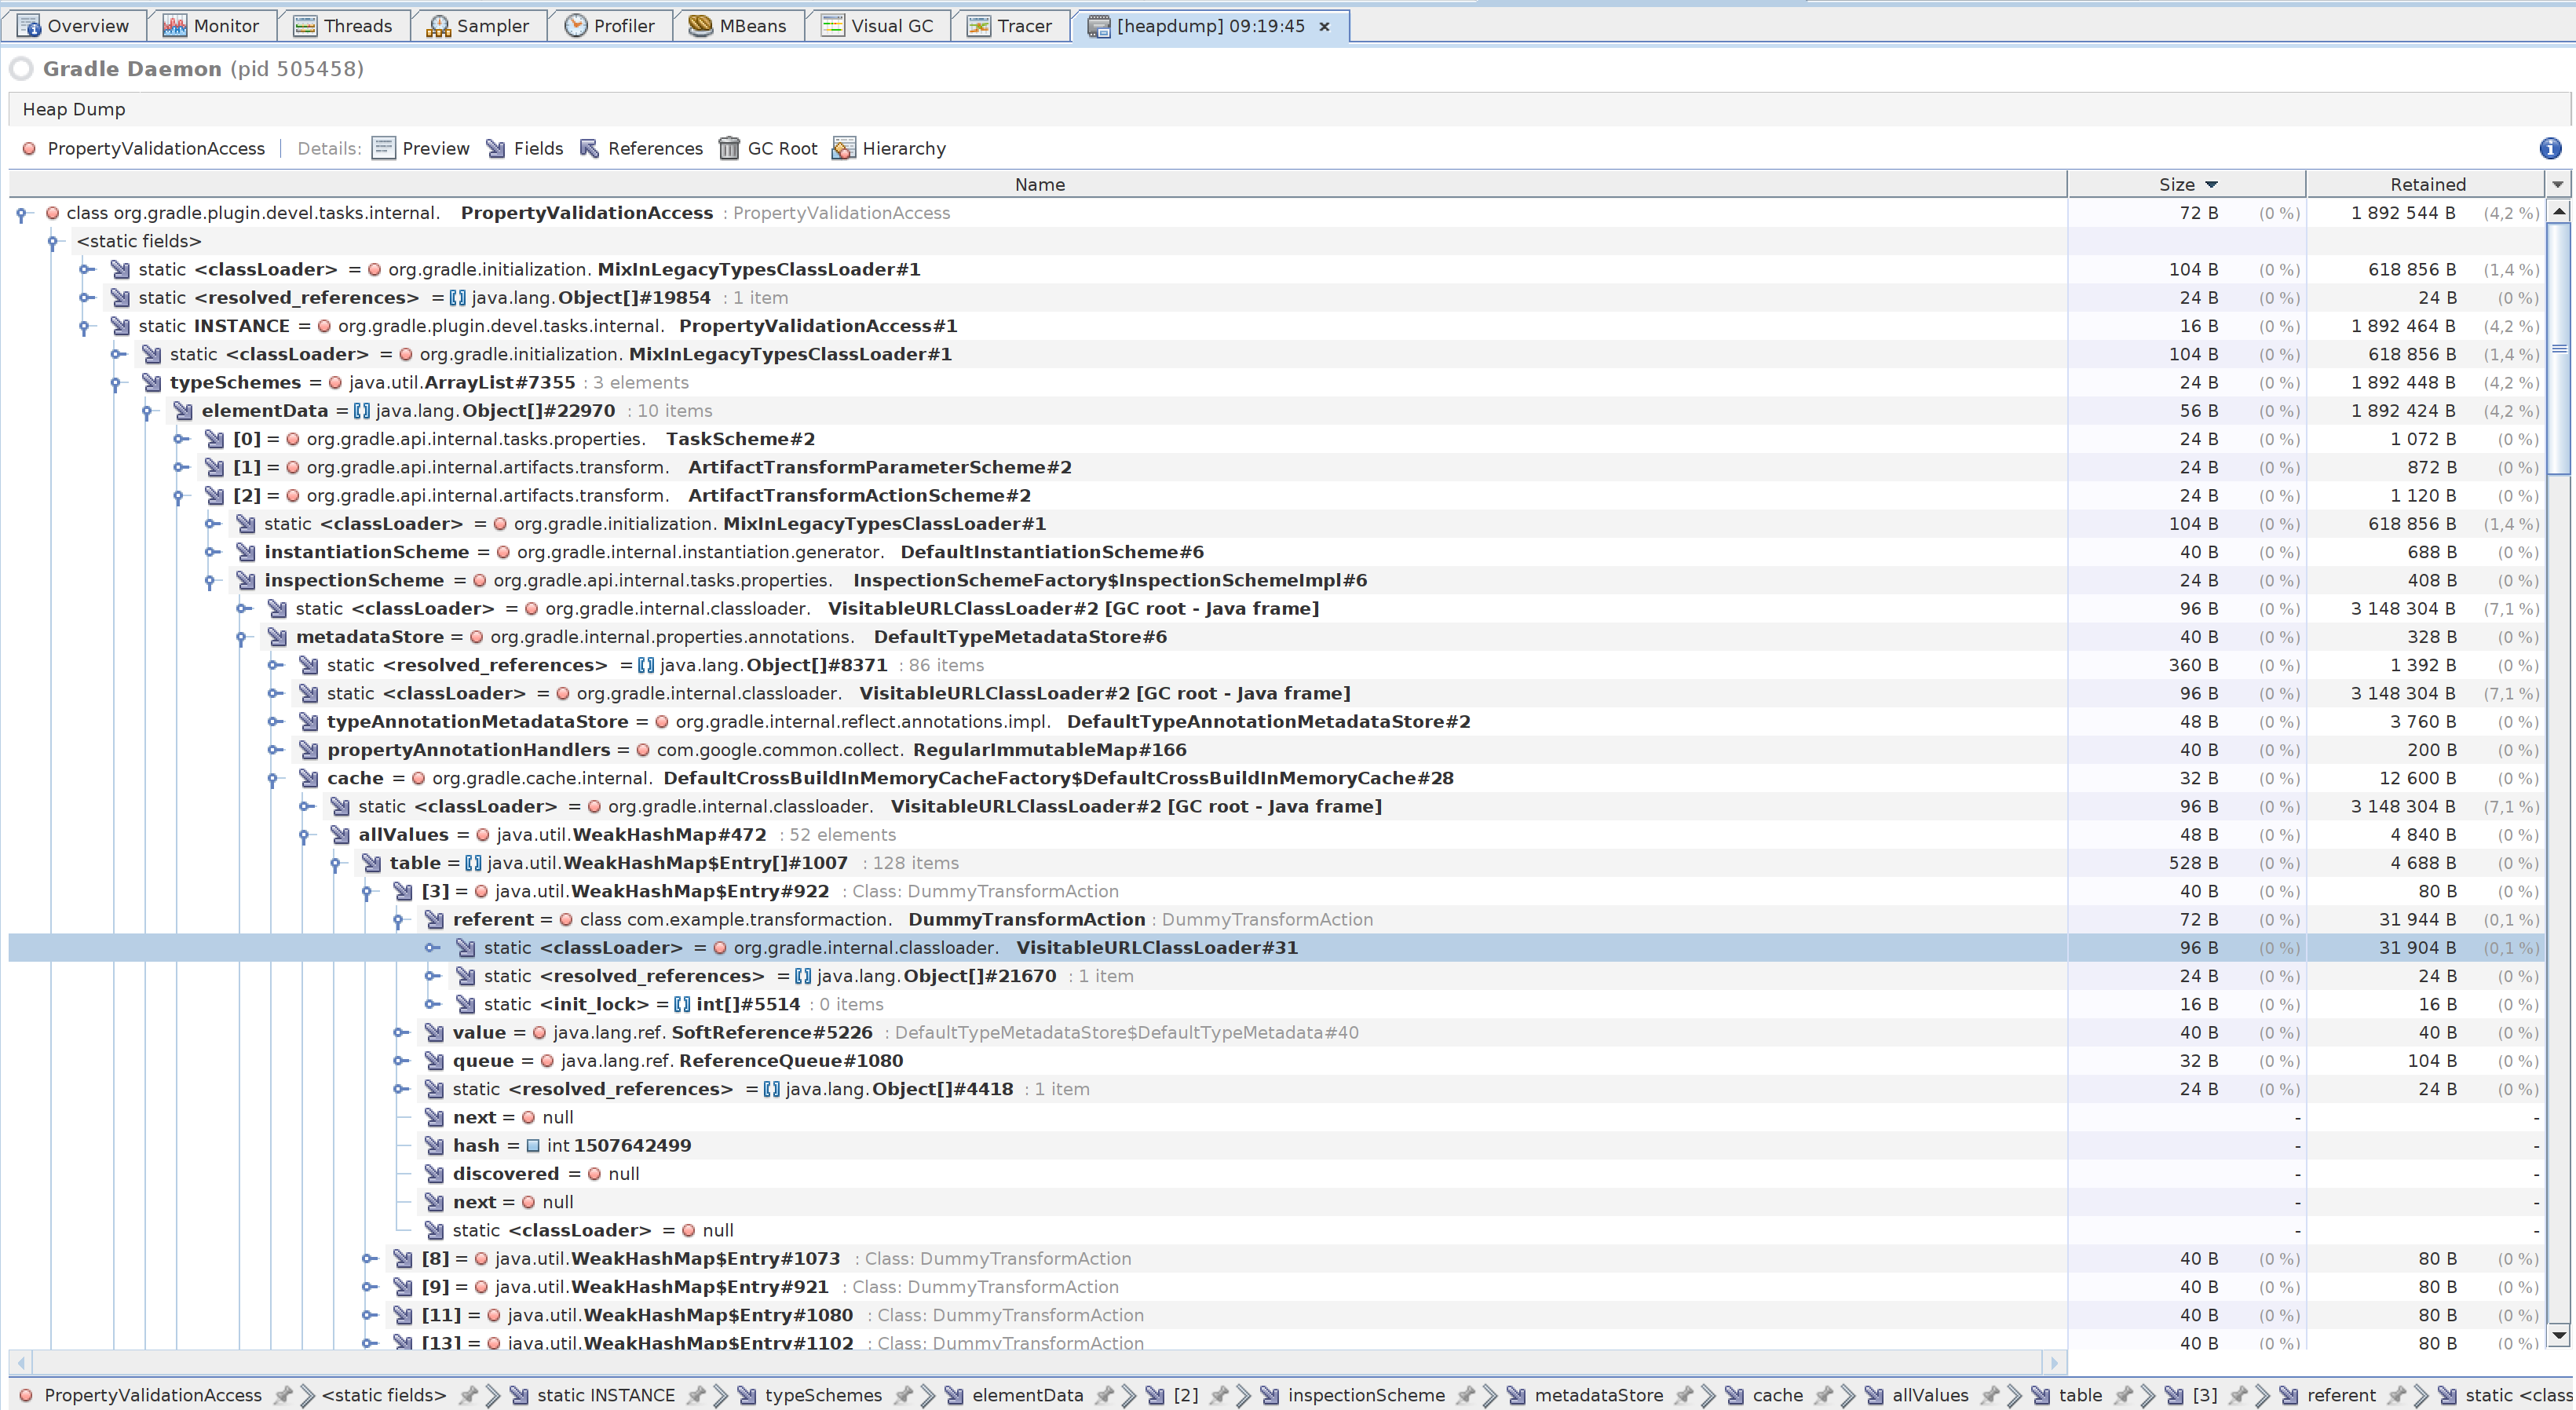 Overview Monitor Threads Sampler Profiler MBeans Visual GC Tracer [heapdump] 09:19:45 ×
Gradle Daemon (pid 505458)
Heap Dump
PropertyValidationAccess Details: Preview Fields References GC Root Hierarchy
Name Size Retained
class org.gradle.plugin.devel.tasks.internal. PropertyValidationAccess : PropertyValidationAccess 72 B (0 %) 1 892 544 B (4,2 %)
<static fields>
static <classLoader> = org.gradle.initialization. MixInLegacyTypesClassLoader#1 104 B (0 %) 618 856 B (1,4 %)
static <resolved_references> = java.lang.Object[]#19854 : 1 item 24 B (0 %) 24 B (0 %)
static INSTANCE = org.gradle.plugin.devel.tasks.internal. PropertyValidationAccess#1 16 B (0 %) 1 892 464 B (4,2 %)
static <classLoader> = org.gradle.initialization. MixInLegacyTypesClassLoader#1 104 B (0 %) 618 856 B (1,4 %)
typeSchemes = java.util.ArrayList#7355 : 3 elements 24 B (0 %) 1 892 448 B (4,2 %)
elementData = java.lang.Object[]#22970 : 10 items 56 B (0 %) 1 892 424 B (4,2 %)
[0] = org.gradle.api.internal.tasks.properties. TaskScheme#2 24 B (0 %) 1 072 B (0 %)
[1] = org.gradle.api.internal.artifacts.transform. ArtifactTransformParameterScheme#2 24 B (0 %) 872 B (0 %)
[2] = org.gradle.api.internal.artifacts.transform. ArtifactTransformActionScheme#2 24 B (0 %) 1 120 B (0 %)
static <classLoader> = org.gradle.initialization. MixInLegacyTypesClassLoader#1 104 B (0 %) 618 856 B (1,4 %)
instantiationScheme = org.gradle.internal.instantiation.generator. DefaultInstantiationScheme#6 40 B (0 %) 688 B (0 %)
inspectionScheme = org.gradle.api.internal.tasks.properties. InspectionSchemeFactory$InspectionSchemeImpl#6 24 B (0 %) 408 B (0 %)
static <classLoader> = org.gradle.internal.classloader. VisitableURLClassLoader#2 [GC root - Java frame] 96 B (0 %) 3 148 304 B (7,1 %)
metadataStore = org.gradle.internal.properties.annotations. DefaultTypeMetadataStore#6 40 B (0 %) 328 B (0 %)
static <resolved_references> = java.lang.Object[]#8371 : 86 items 360 B (0 %) 1 392 B (0 %)
static <classLoader> = org.gradle.internal.classloader. VisitableURLClassLoader#2 [GC root - Java frame] 96 B (0 %) 3 148 304 B (7,1 %)
typeAnnotationMetadataStore = org.gradle.internal.reflect.annotations.impl. DefaultTypeAnnotationMetadataStore#2 48 B (0 %) 3 760 B (0 %)
propertyAnnotationHandlers = com.google.common.collect. RegularImmutableMap#166 40 B (0 %) 200 B (0 %)
cache = org.gradle.cache.internal. DefaultCrossBuildInMemoryCacheFactory$DefaultCrossBuildInMemoryCache#28 32 B (0 %) 12 600 B (0 %)
static <classLoader> = org.gradle.internal.classloader. VisitableURLClassLoader#2 [GC root - Java frame] 96 B (0 %) 3 148 304 B (7,1 %)
allValues = java.util.WeakHashMap#472 : 52 elements 48 B (0 %) 4 840 B (0 %)
table = java.util.WeakHashMap$Entry[]#1007 : 128 items 528 B (0 %) 4 688 B (0 %)
[3] = java.util.WeakHashMap$Entry#922 : Class: DummyTransformAction 40 B (0 %) 80 B (0 %)
referent = class com.example.transformaction. DummyTransformAction : DummyTransformAction 72 B (0 %) 31 944 B (0,1 %)
static <classLoader> = org.gradle.internal.classloader. VisitableURLClassLoader#31 96 B (0 %) 31 904 B (0,1 %)
static <resolved_references> = java.lang.Object[]#21670 : 1 item 24 B (0 %) 24 B (0 %)
static <init_lock> = int[]#5514 : 0 items 16 B (0 %) 16 B (0 %)
value = java.lang.ref. SoftReference#5226 : DefaultTypeMetadataStore$DefaultTypeMetadata#40 40 B (0 %) 40 B (0 %)
queue = java.lang.ref. ReferenceQueue#1080 32 B (0 %) 104 B (0 %)
static <resolved_references> = java.lang.Object[]#4418 : 1 item 24 B (0 %) 24 B (0 %)
next = null - -
hash = int 1507642499 - -
discovered = null - -
next = null - -
static <classLoader> = null - -
[8] = java.util.WeakHashMap$Entry#1073 : Class: DummyTransformAction 40 B (0 %) 80 B (0 %)
[9] = java.util.WeakHashMap$Entry#921 : Class: DummyTransformAction 40 B (0 %) 80 B (0 %)
[11] = java.util.WeakHashMap$Entry#1080 : Class: DummyTransformAction 40 B (0 %) 80 B (0 %)
[13] = java.util.WeakHashMap$Entry#1102 : Class: DummyTransformAction 40 B (0 %) 80 B (0 %)
PropertyValidationAccess <static fields> static INSTANCE typeSchemes elementData [2] inspectionScheme metadataStore cache allValues table [3] referent static <class